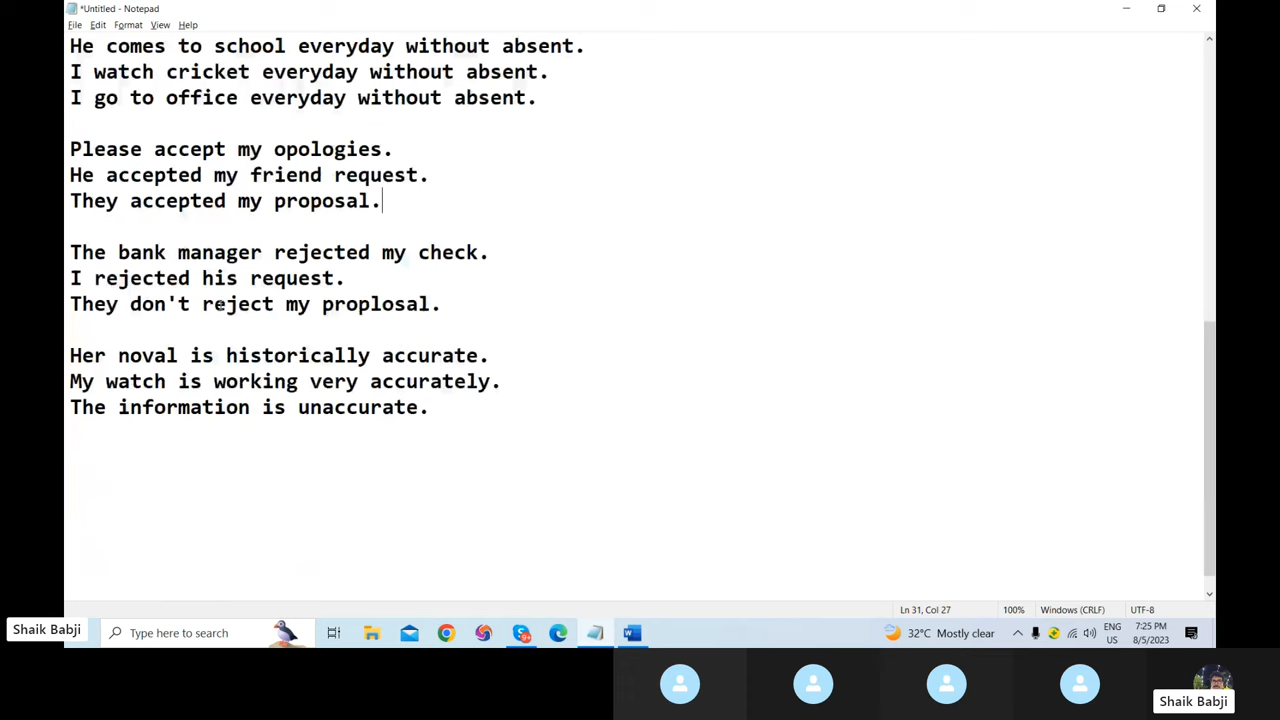 *Untitled - Notepad
File Edit Format View Help
He comes to school everyday without absent.
I watch cricket everyday without absent.
I go to office everyday without absent.
Please accept my opologies.
He accepted my friend request.
They accepted my proposal.
The bank manager rejected my check.
I rejected his request.
They don't reject my proplosal.
Her noval is historically accurate.
My watch is working very accurately.
The information is unaccurate.
Ln 31, Col 27 100% Windows (CRLF) UTF-8
Shaik Babji
Type here to search
32°C Mostly clear
ENG
US
7:25 PM
8/5/2023
Shaik Babji